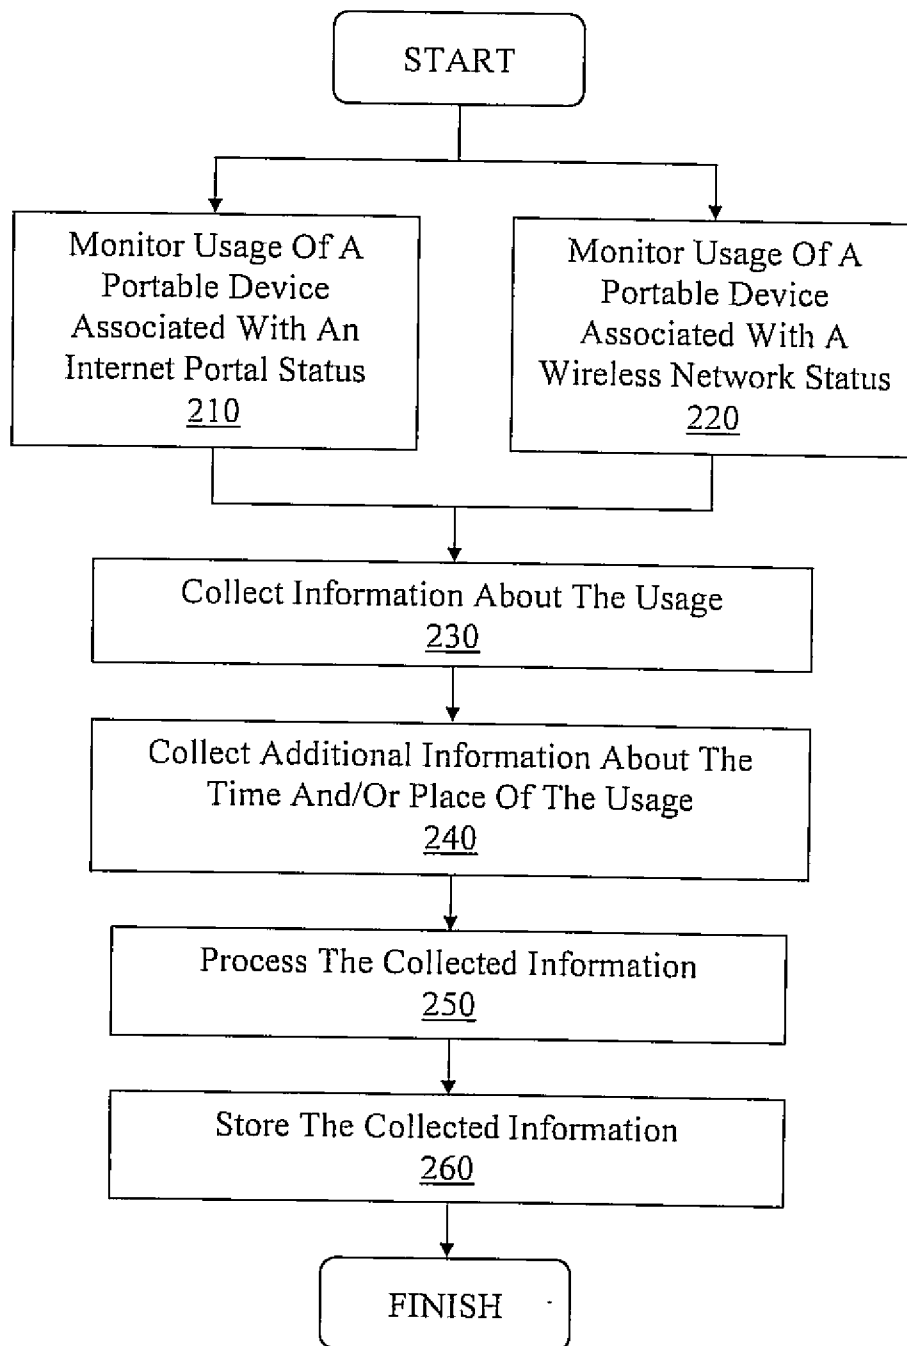 START
Monitor Usage Of A
Portable Device
Associated With An
Internet Portal Status
210
Monitor Usage Of A
Portable Device
Associated With A
Wireless Network Status
220
Collect Information About The Usage
230
Collect Additional Information About The
Time And/Or Place Of The Usage
240
Process The Collected Information
250
Store The Collected Information
260
FINISH